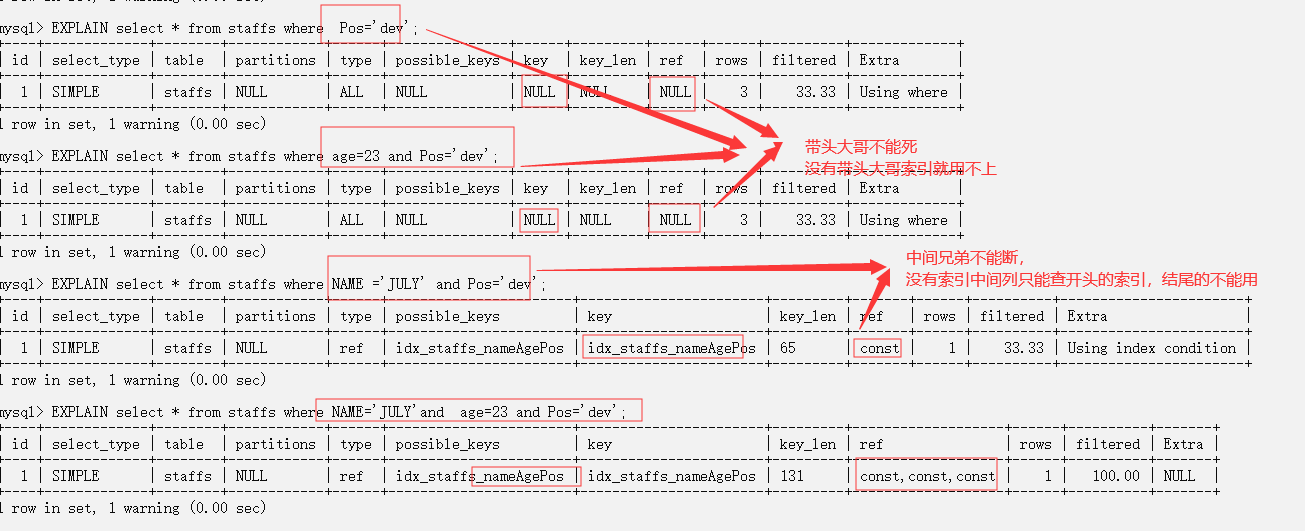 mysql> EXPLAIN select * from staffs where  Pos='dev';
| id | select_type | table | partitions | type | possible_keys | key | key_len | ref | rows | filtered | Extra |
| 1 | SIMPLE | staffs | NULL | ALL | NULL | NULL | NULL | NULL | 3 | 33.33 | Using where |
1 row in set, 1 warning (0.00 sec)
mysql> EXPLAIN select * from staffs where age=23 and Pos='dev';
带头大哥不能死
没有带头大哥索引就用不上
| id | select_type | table | partitions | type | possible_keys | key | key_len | ref | rows | filtered | Extra |
| 1 | SIMPLE | staffs | NULL | ALL | NULL | NULL | NULL | NULL | 3 | 33.33 | Using where |
1 row in set, 1 warning (0.00 sec)
中间兄弟不能断，
没有索引中间列只能查开头的索引，结尾的不能用
mysql> EXPLAIN select * from staffs where NAME ='JULY' and Pos='dev';
| id | select_type | table | partitions | type | possible_keys | key | key_len | ref | rows | filtered | Extra |
| 1 | SIMPLE | staffs | NULL | ref | idx_staffs_nameAgePos | idx_staffs_nameAgePos | 65 | const | 1 | 33.33 | Using index condition |
1 row in set, 1 warning (0.00 sec)
mysql> EXPLAIN select * from staffs where NAME='JULY'and  age=23 and Pos='dev';
| id | select_type | table | partitions | type | possible_keys | key | key_len | ref | rows | filtered | Extra |
| 1 | SIMPLE | staffs | NULL | ref | idx_staffs_nameAgePos | idx_staffs_nameAgePos | 131 | const,const,const | 1 | 100.00 | NULL |
1 row in set, 1 warning (0.00 sec)